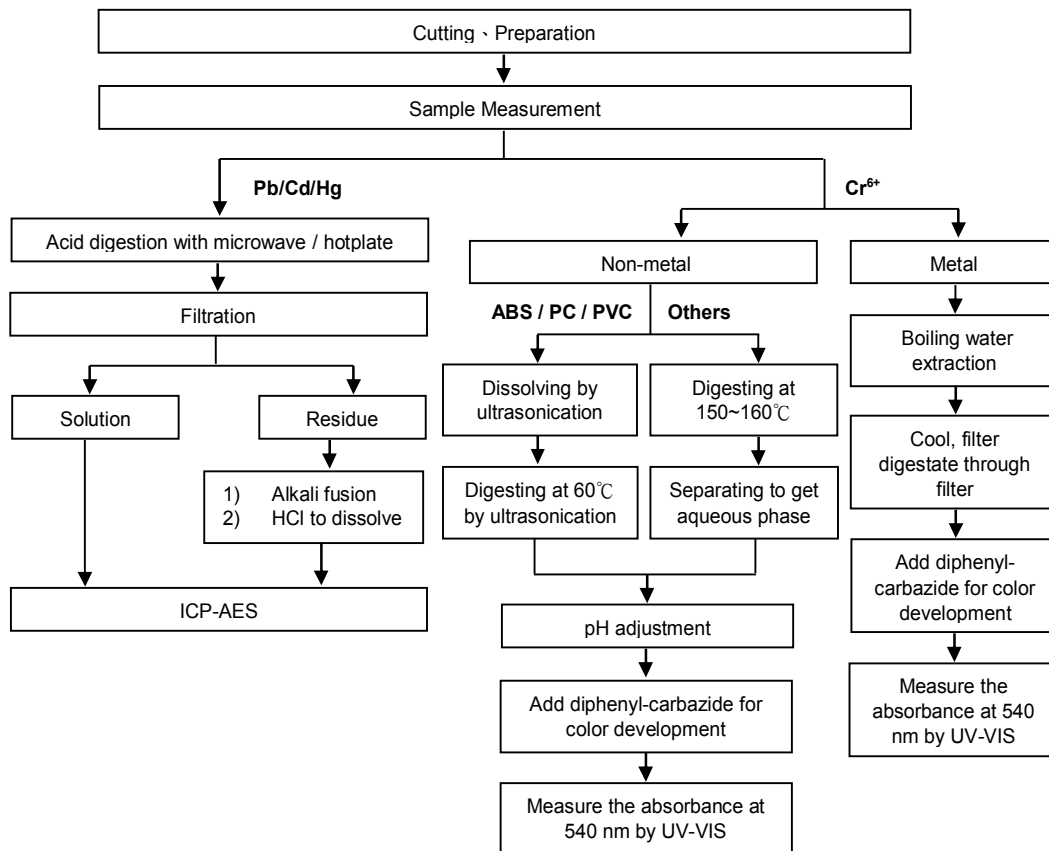 Cutting、Preparation
Sample Measurement
Pb/Cd/Hg
Acid digestion with microwave / hotplate
Filtration
Solution
Residue
1) Alkali fusion
2) HCl to dissolve
ICP-AES
Cr⁶⁺
Non-metal
ABS / PC / PVC
Others
Dissolving by
ultrasonication
Digesting at 60℃
by ultrasonication
Digesting at
150~160℃
Separating to get
aqueous phase
pH adjustment
Add diphenyl-carbazide for
color development
Measure the absorbance at
540 nm by UV-VIS
Metal
Boiling water
extraction
Cool, filter
digestate through
filter
Add diphenyl-
carbazide for color
development
Measure the
absorbance at 540
nm by UV-VIS